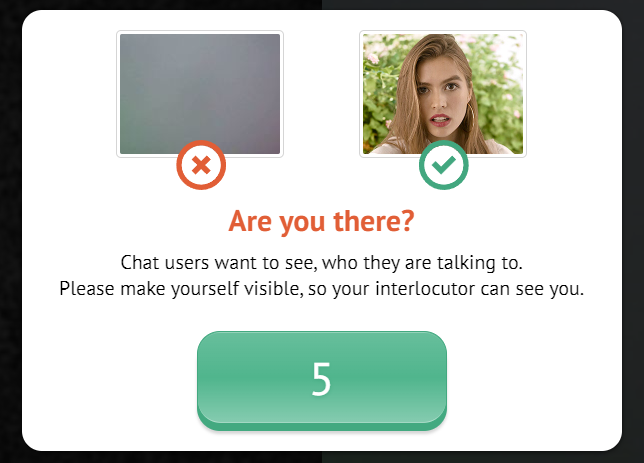 Are you there?
Chat users want to see, who they are talking to.
Please make yourself visible, so your interlocutor can see you.
5